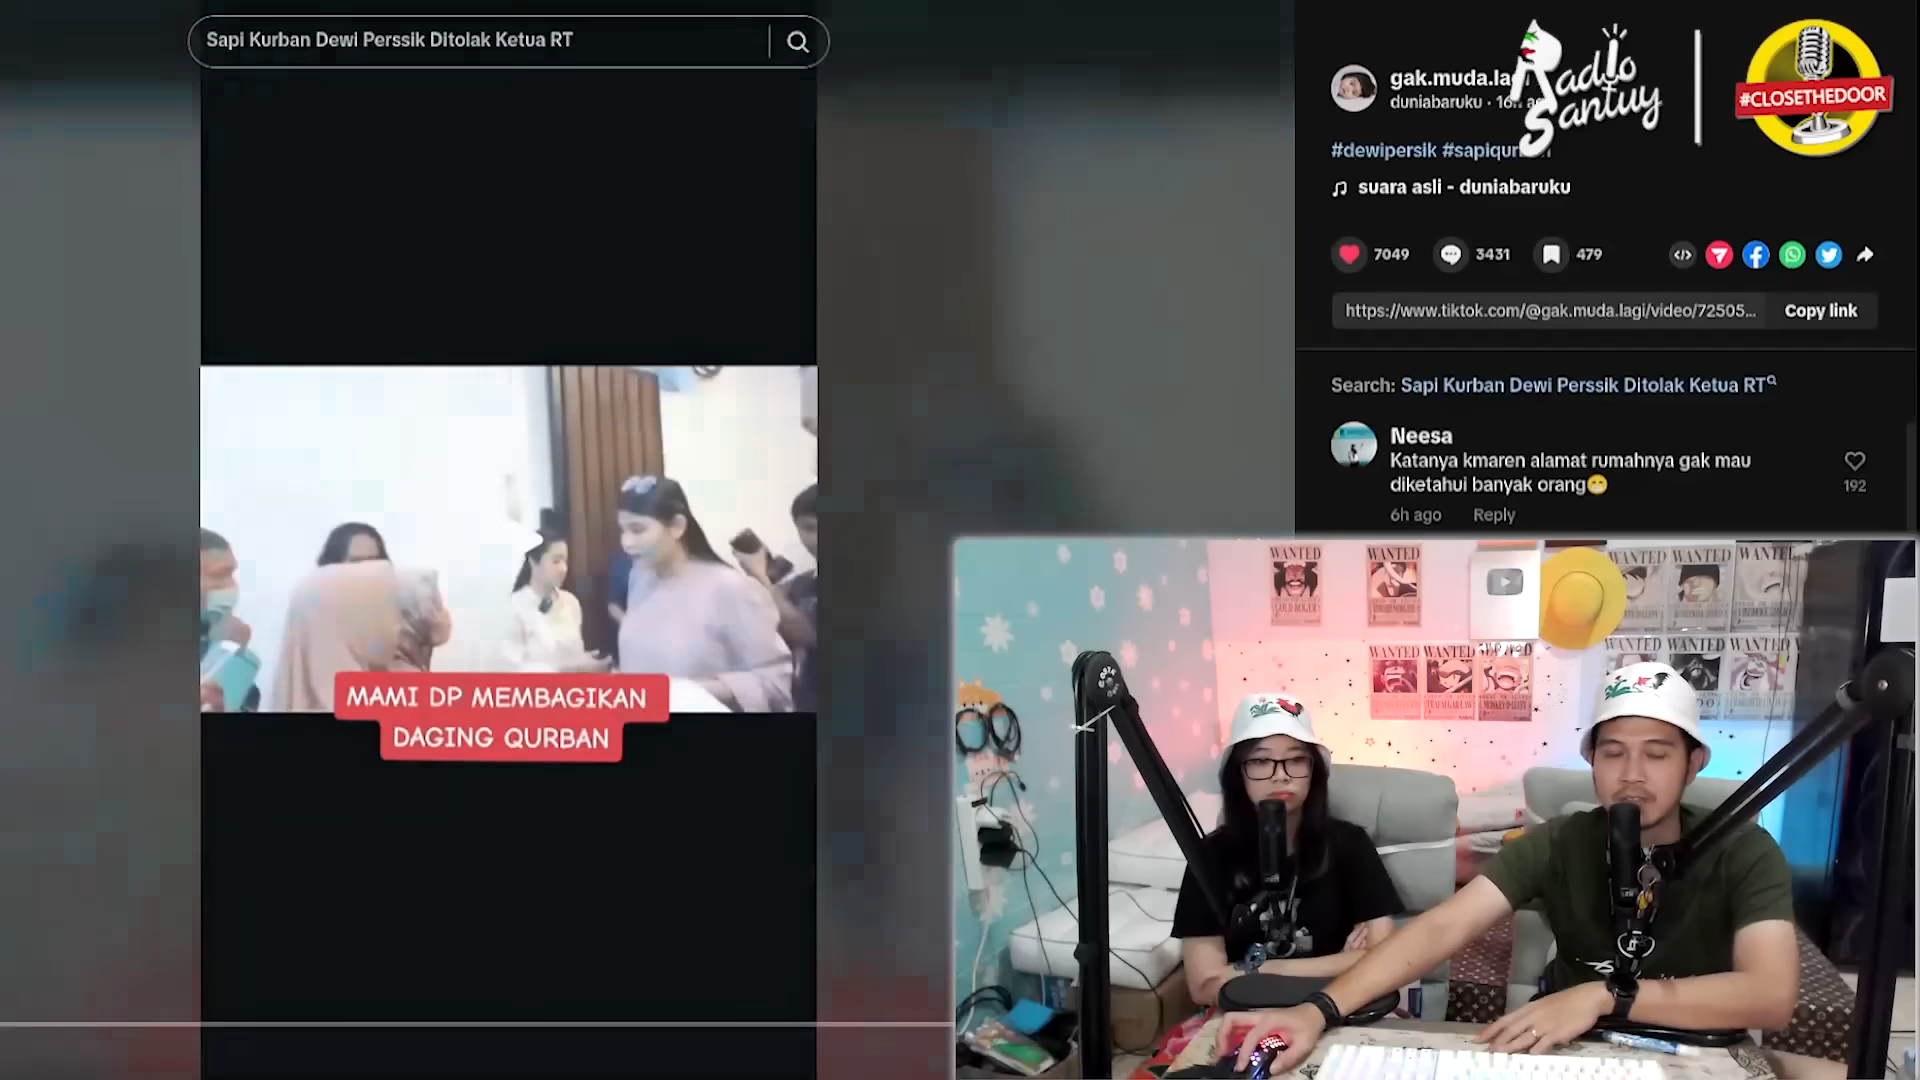 Sapi Kurban Dewi Perssik Ditolak Ketua RT
gak.muda.la
duniabaruku · 16h
Radio
Santuy
#CLOSETHEDOOR
#dewipersik
♫ suara asli - duniabaruku
7049
3431
479
https://www.tiktok.com/@gak.muda.lagi/video/72505...
Copy link
Search: Sapi Kurban Dewi Perssik Ditolak Ketua RT
Neesa
Katanya kmaren alamat rumahnya gak mau
diketahui banyak orang😁
192
6h ago
Reply
MAMI DP MEMBAGIKAN
DAGING QURBAN
WANTED
WANTED
WANTED
WANTED
GOLD ROGER
WANTED
WANTED
WANTED
WANTED
WANTED